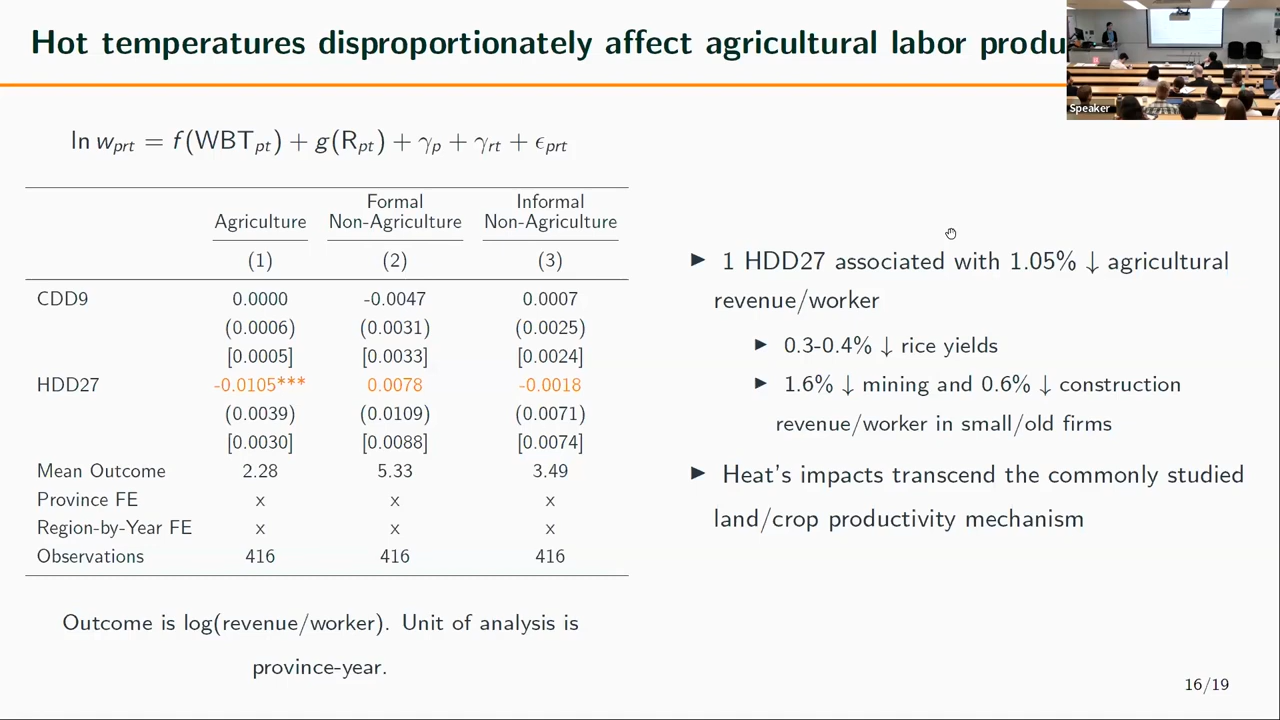 Hot temperatures disproportionately affect agricultural labor produ
Speaker
ln w_prt = f(WBT_pt) + g(R_pt) + γ_p + γ_rt + ϵ_prt
Agriculture Formal Non-Agriculture Informal Non-Agriculture
(1) (2) (3)
CDD9 0.0000 -0.0047 0.0007
(0.0006) (0.0031) (0.0025)
[0.0005] [0.0033] [0.0024]
HDD27 -0.0105*** 0.0078 -0.0018
(0.0039) (0.0109) (0.0071)
[0.0030] [0.0088] [0.0074]
Mean Outcome 2.28 5.33 3.49
Province FE x x x
Region-by-Year FE x x x
Observations 416 416 416
Outcome is log(revenue/worker). Unit of analysis is
province-year.
▶ 1 HDD27 associated with 1.05% ↓ agricultural
revenue/worker
▶ 0.3-0.4% ↓ rice yields
▶ 1.6% ↓ mining and 0.6% ↓ construction
revenue/worker in small/old firms
▶ Heat's impacts transcend the commonly studied
land/crop productivity mechanism
16/19